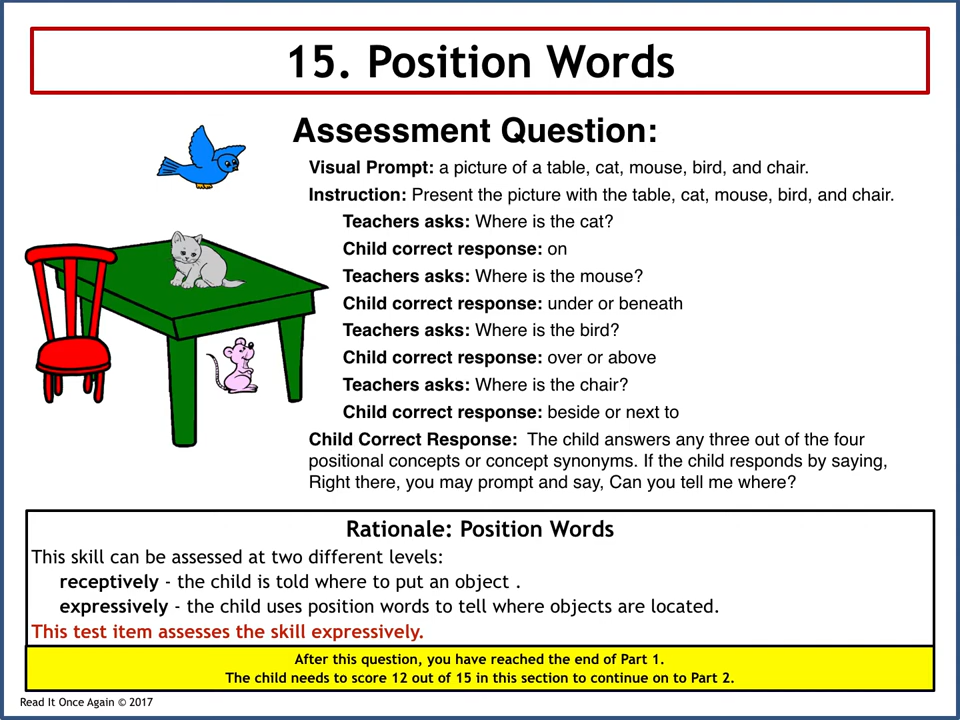 15. Position Words
Assessment Question:
Visual Prompt: a picture of a table, cat, mouse, bird, and chair.
Instruction: Present the picture with the table, cat, mouse, bird, and chair.
Teachers asks: Where is the cat?
Child correct response: on
Teachers asks: Where is the mouse?
Child correct response: under or beneath
Teachers asks: Where is the bird?
Child correct response: over or above
Teachers asks: Where is the chair?
Child correct response: beside or next to
Child Correct Response: The child answers any three out of the four
positional concepts or concept synonyms. If the child responds by saying,
Right there, you may prompt and say, Can you tell me where?
Rationale: Position Words
This skill can be assessed at two different levels:
receptively - the child is told where to put an object .
expressively - the child uses position words to tell where objects are located.
This test item assesses the skill expressively.
After this question, you have reached the end of Part 1.
The child needs to score 12 out of 15 in this section to continue on to Part 2.
Read It Once Again © 2017